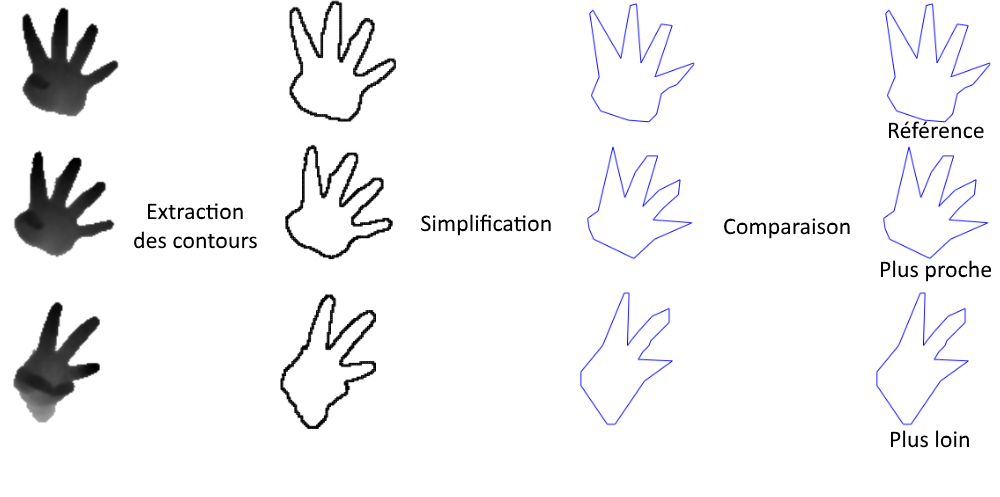 Référence
Extraction
des contours
Simplification
Comparaison
Plus proche
Plus loin